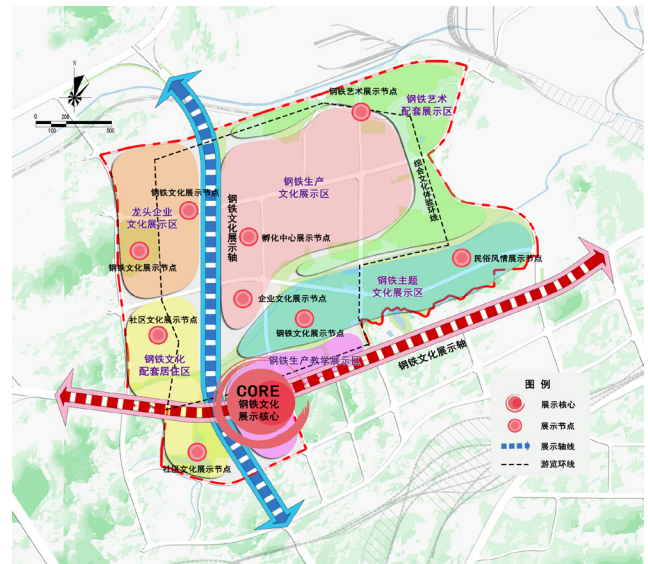 N
0 200
100 500
钢铁艺术展示节点
钢铁艺术
配套展示区
钢铁生产
文化展示区
综合文化体验环线
钢铁文化展示节点
龙头企业
文化展示区
钢铁文化展示轴
孵化中心展示节点
钢铁文化展示节点
民俗风情展示节点
钢铁主题
文化展示区
企业文化展示节点
社区文化展示节点
钢铁文化展示节点
钢铁文化
配套居住区
钢铁生产教学展示区
钢铁文化展示轴
CORE
钢铁文化
展示核心
社区文化展示节点
图 例
展示核心
展示节点
展示轴线
游览环线